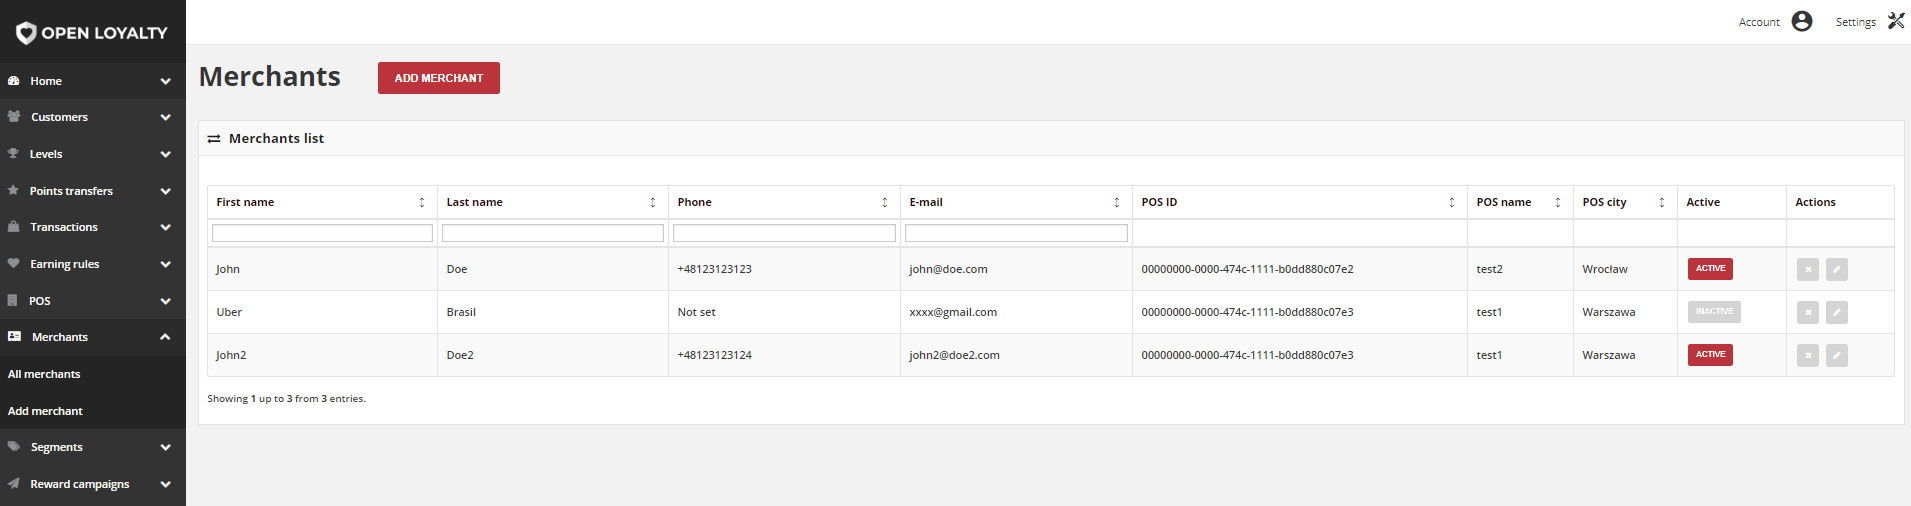 OPEN LOYALTY
Account
Settings
Home
Customers
Levels
Points transfers
Transactions
Earning rules
POS
Merchants
All merchants
Add merchant
Segments
Reward campaigns
Merchants
ADD MERCHANT
Merchants list
First name Last name Phone E-mail POS ID POS name POS city Active Actions
John Doe +48123123123 john@doe.com 00000000-0000-474c-1111-b0dd880c07e2 test2 Wrocław ACTIVE
Uber Brasil Not set xxxx@gmail.com 00000000-0000-474c-1111-b0dd880c07e3 test1 Warszawa INACTIVE
John2 Doe2 +48123123124 john2@doe2.com 00000000-0000-474c-1111-b0dd880c07e3 test1 Warszawa ACTIVE
Showing 1 up to 3 from 3 entries.